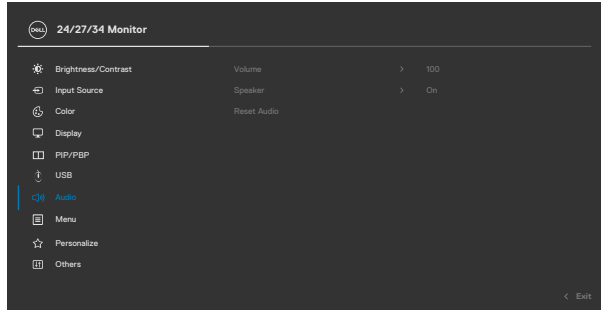 DELL 24/27/34 Monitor
Brightness/Contrast Volume > 100
Input Source Speaker > On
Color Reset Audio
Display
PIP/PBP
USB
Audio
Menu
Personalize
Others
< Exit